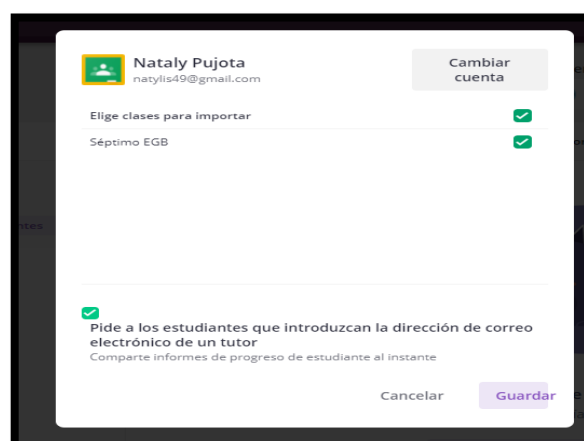 Nataly Pujota
natylis49@gmail.com
Cambiar
cuenta
Elige clases para importar
Séptimo EGB
Pide a los estudiantes que introduzcan la dirección de correo
electrónico de un tutor
Comparte informes de progreso de estudiante al instante
Cancelar
Guardar